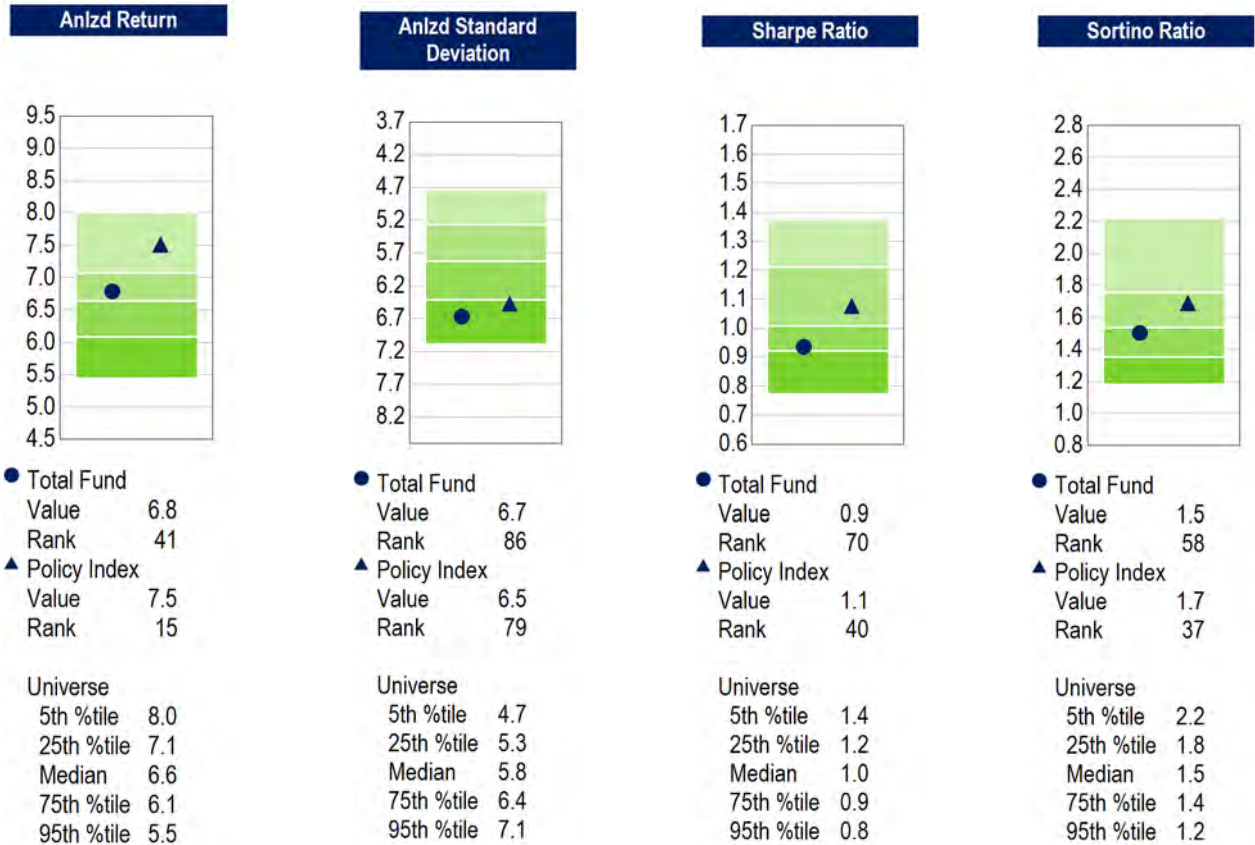 Anlzd Return
9.5
9.0
8.5
8.0
7.5
7.0
6.5
6.0
5.5
5.0
4.5
Total Fund
Value 6.8
Rank 41
Policy Index
Value 7.5
Rank 15
Universe
5th %tile 8.0
25th %tile 7.1
Median 6.6
75th %tile 6.1
95th %tile 5.5
Anlzd Standard
Deviation
3.7
4.2
4.7
5.2
5.7
6.2
6.7
7.2
7.7
8.2
Total Fund
Value 6.7
Rank 86
Policy Index
Value 6.5
Rank 79
Universe
5th %tile 4.7
25th %tile 5.3
Median 5.8
75th %tile 6.4
95th %tile 7.1
Sharpe Ratio
1.7
1.6
1.5
1.4
1.3
1.2
1.1
1.0
0.9
0.8
0.7
0.6
Total Fund
Value 0.9
Rank 70
Policy Index
Value 1.1
Rank 40
Universe
5th %tile 1.4
25th %tile 1.2
Median 1.0
75th %tile 0.9
95th %tile 0.8
Sortino Ratio
2.8
2.6
2.4
2.2
2.0
1.8
1.6
1.4
1.2
1.0
0.8
Total Fund
Value 1.5
Rank 58
Policy Index
Value 1.7
Rank 37
Universe
5th %tile 2.2
25th %tile 1.8
Median 1.5
75th %tile 1.4
95th %tile 1.2